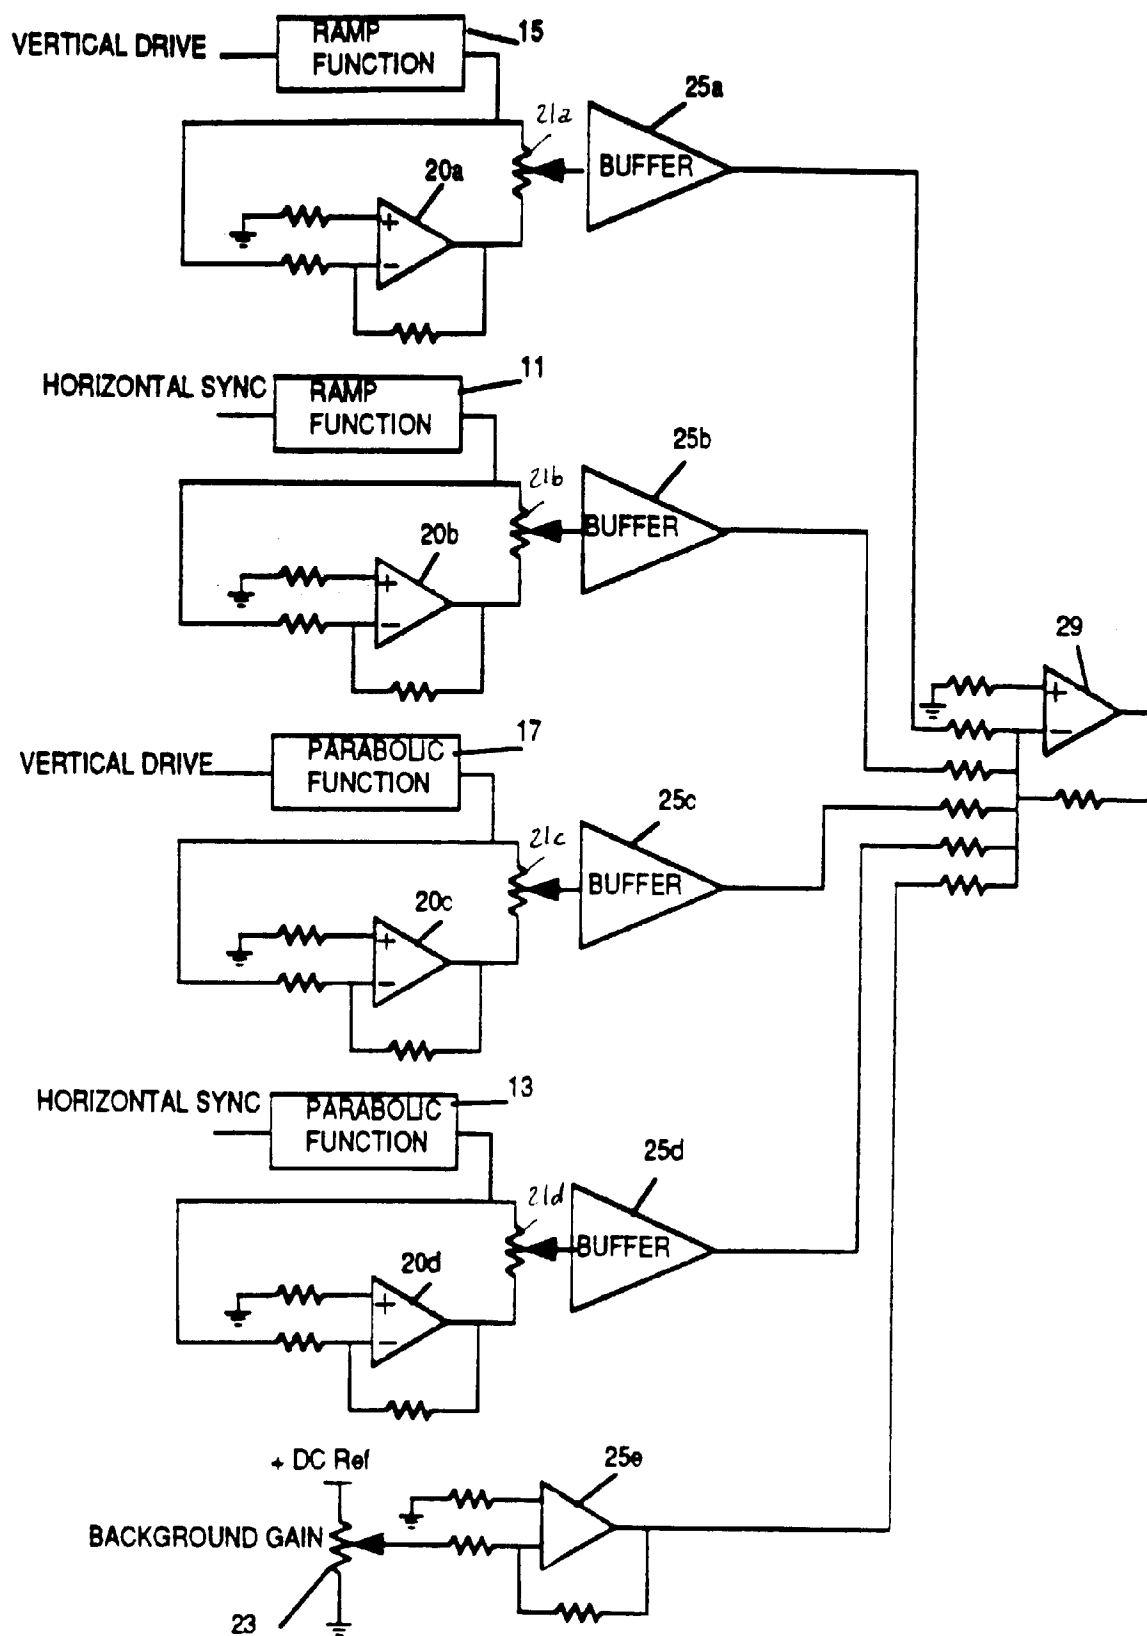 VERTICAL DRIVE
RAMP
FUNCTION
15
21a
25a
BUFFER
20a
+
−
HORIZONTAL SYNC
RAMP
FUNCTION
11
21b
25b
BUFFER
20b
+
−
29
+
−
VERTICAL DRIVE
PARABOLIC
FUNCTION
17
21c
25c
BUFFER
20c
+
−
HORIZONTAL SYNC
PARABOLIC
FUNCTION
13
21d
25d
BUFFER
20d
+
−
+ DC Ref
25e
BACKGROUND GAIN
23